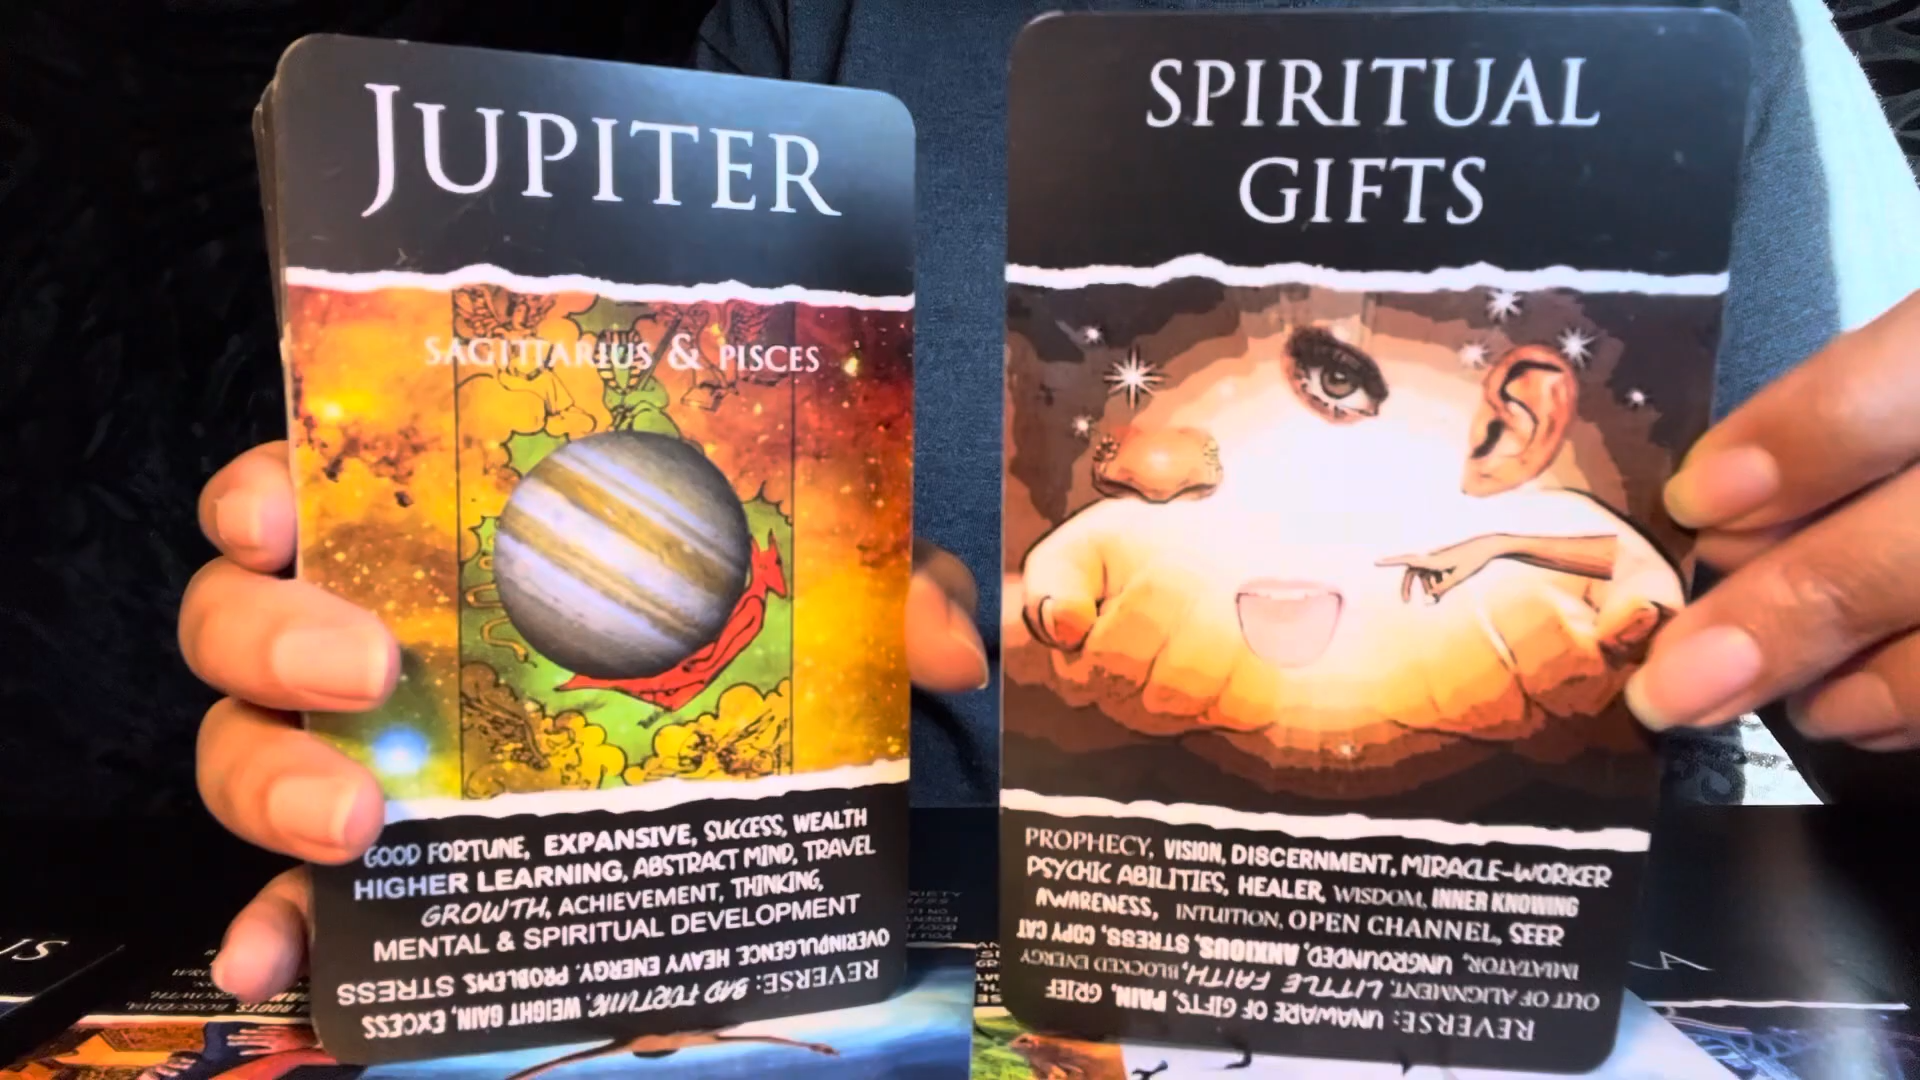 JUPITER
SAGITTARIUS & PISCES
GOOD FORTUNE, EXPANSIVE, SUCCESS, WEALTH
HIGHER LEARNING, ABSTRACT MIND, TRAVEL
GROWTH, ACHIEVEMENT, THINKING,
MENTAL & SPIRITUAL DEVELOPMENT
REVERSE: BAD FORTUNE, WEIGHT GAIN, EXCESS
OVERINDULGENCE, HEAVY ENERGY, PROBLEMS, STRESS
SPIRITUAL
GIFTS
PROPHECY, VISION, DISCERNMENT, MIRACLE-WORKER
PSYCHIC ABILITIES, HEALER, WISDOM, INNER KNOWING
AWARENESS, INTUITION, OPEN CHANNEL, SEER
REVERSE: UNAWARE OF GIFTS, PAIN, GRIEF
OUT OF ALIGNMENT, LITTLE FAITH, BLOCKED ENERGY
UNGROUNDED, ANXIOUS, STRESS, COPY CAT